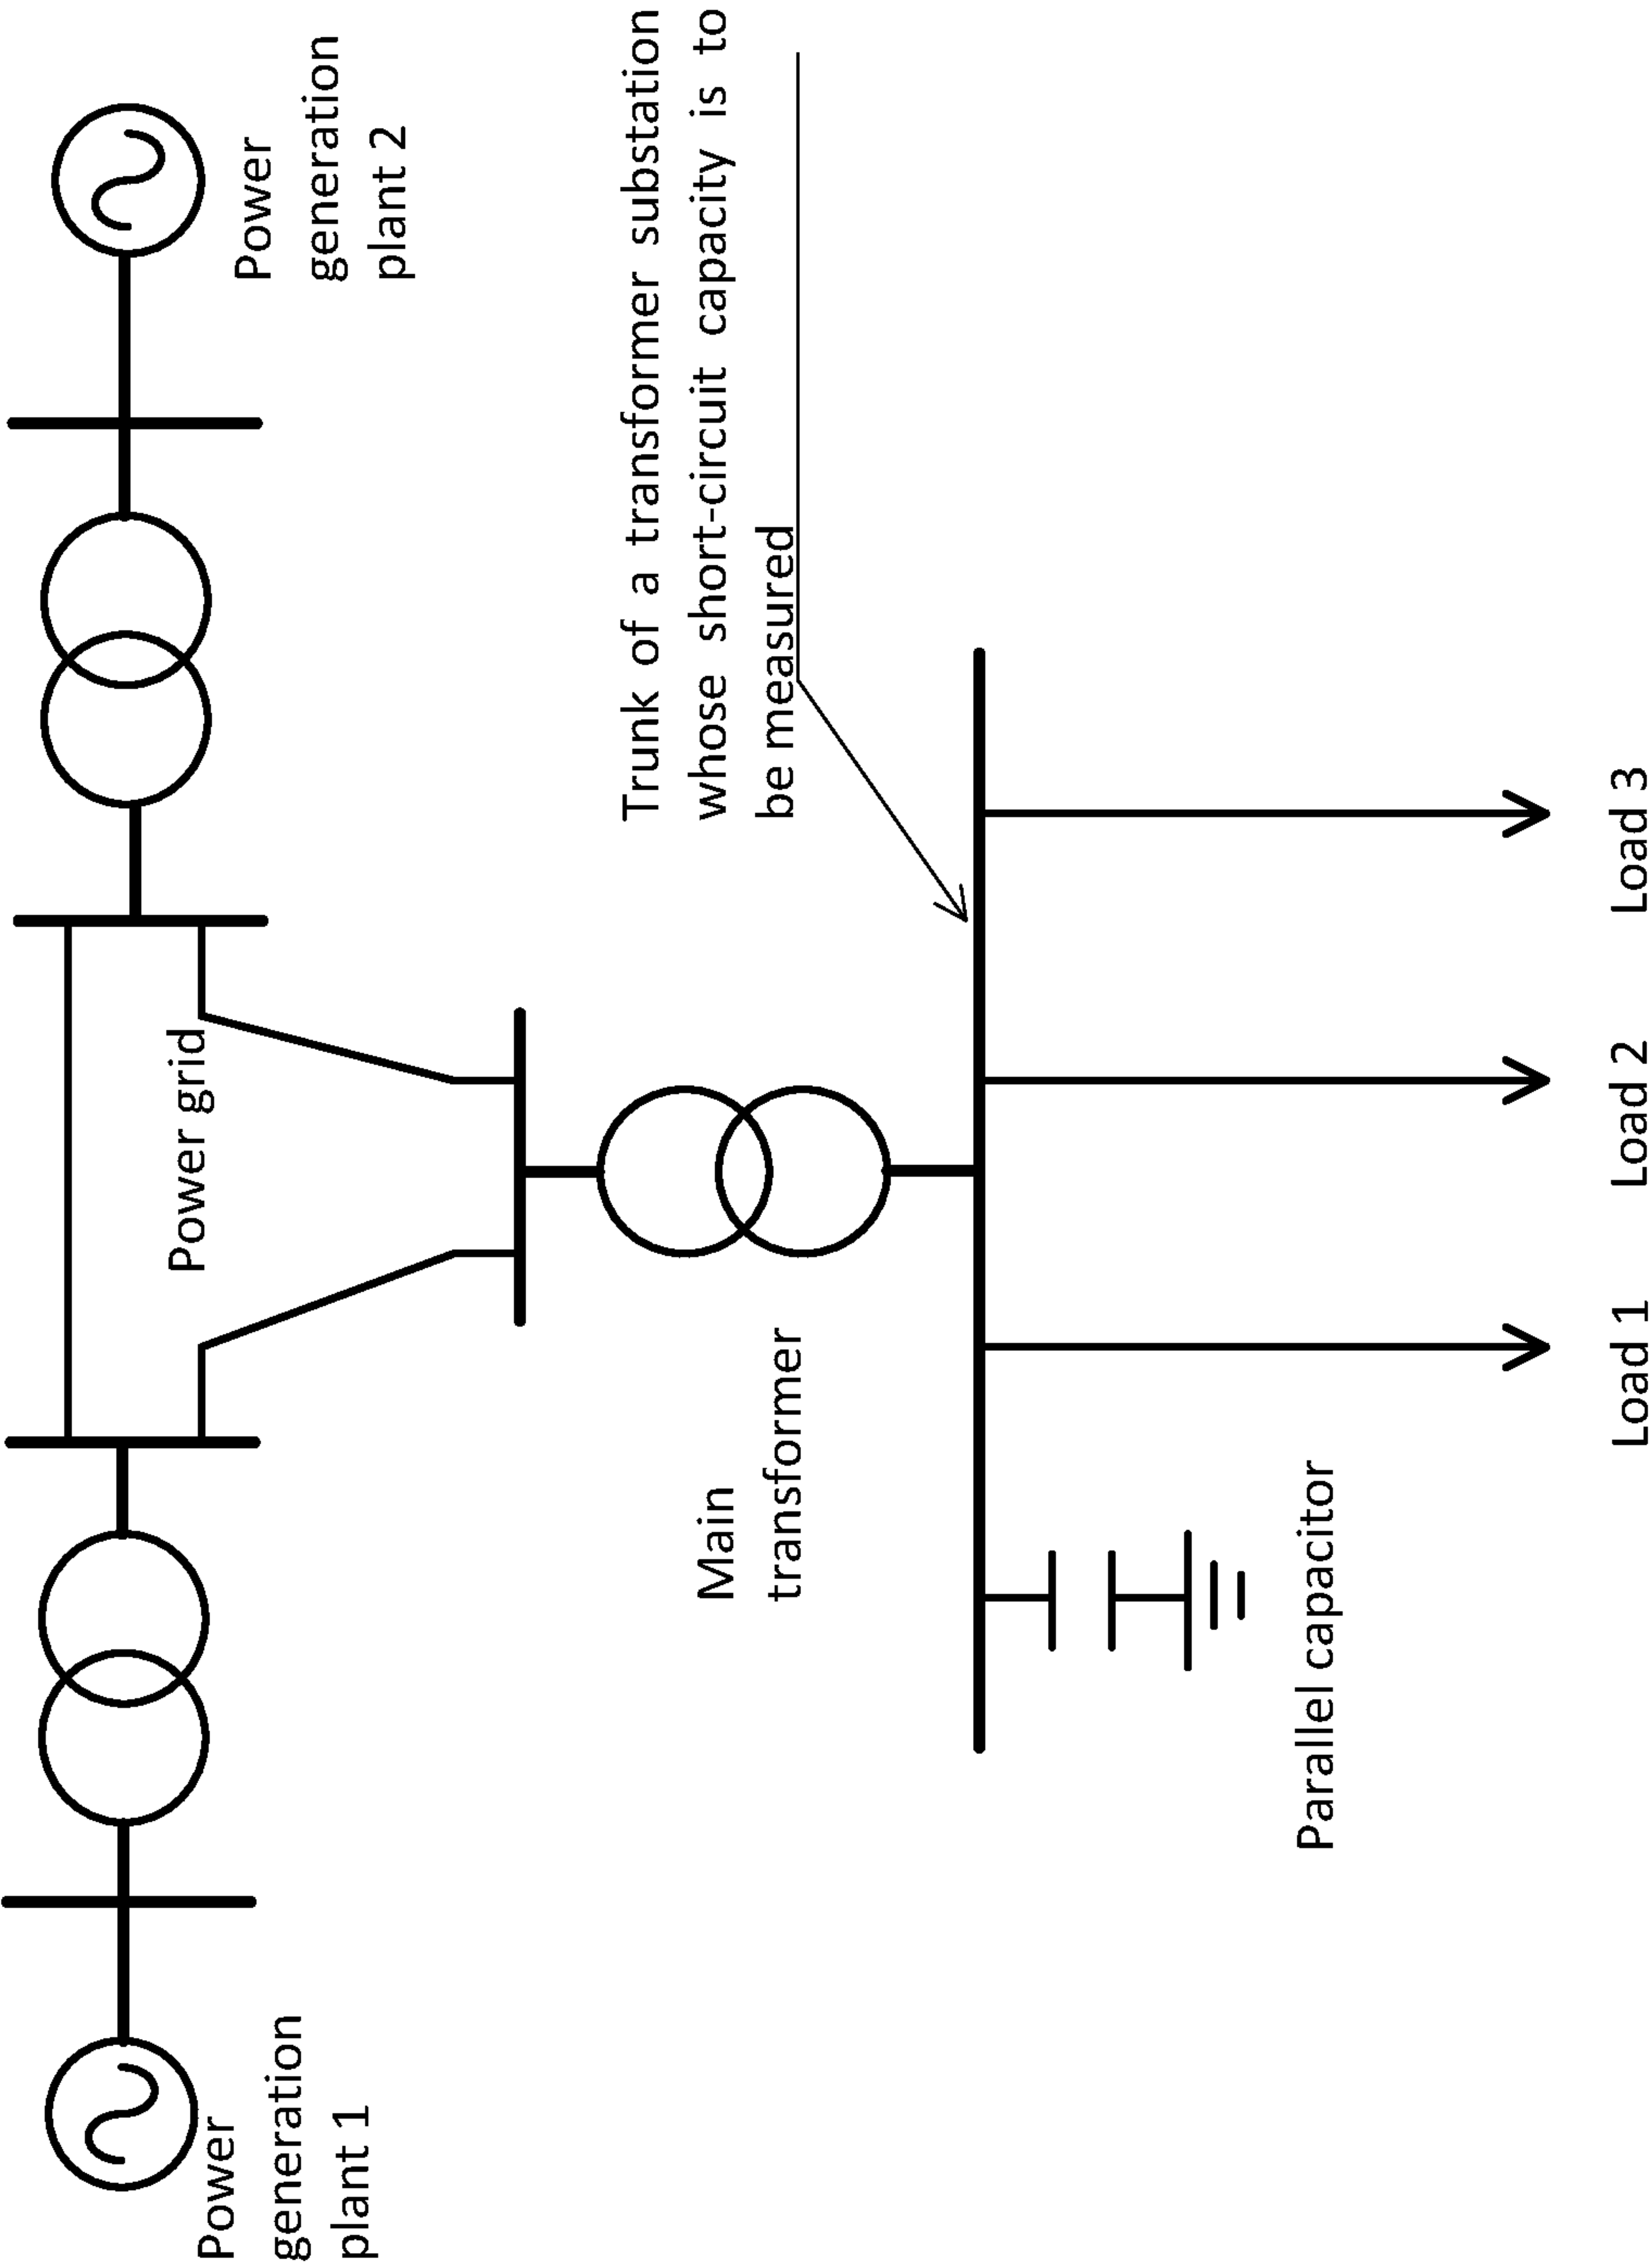 Power
generation
plant 1
Power
generation
plant 2
Power grid
Trunk of a transformer substation
whose short-circuit capacity is to
be measured
Main
transformer
Parallel capacitor
Load 1
Load 2
Load 3